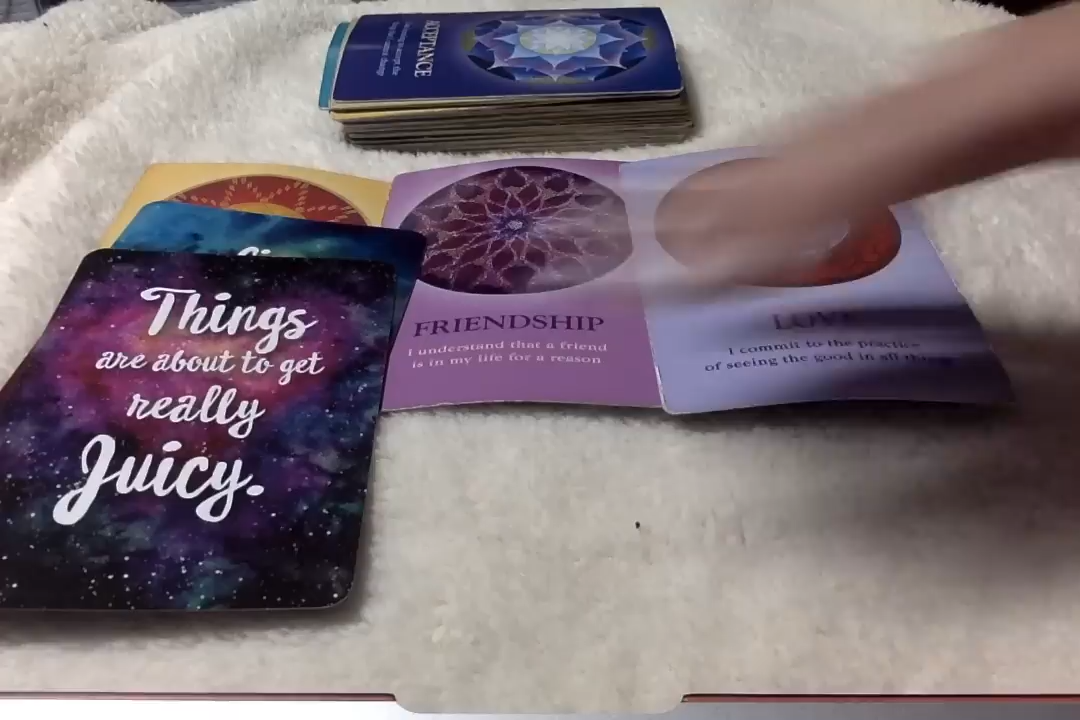 ACCEPTANCE
Things
are about to get
really
Juicy.
FRIENDSHIP
I understand that a friend
is in my life for a reason
LOVE
I commit to the practice
of seeing the good in all